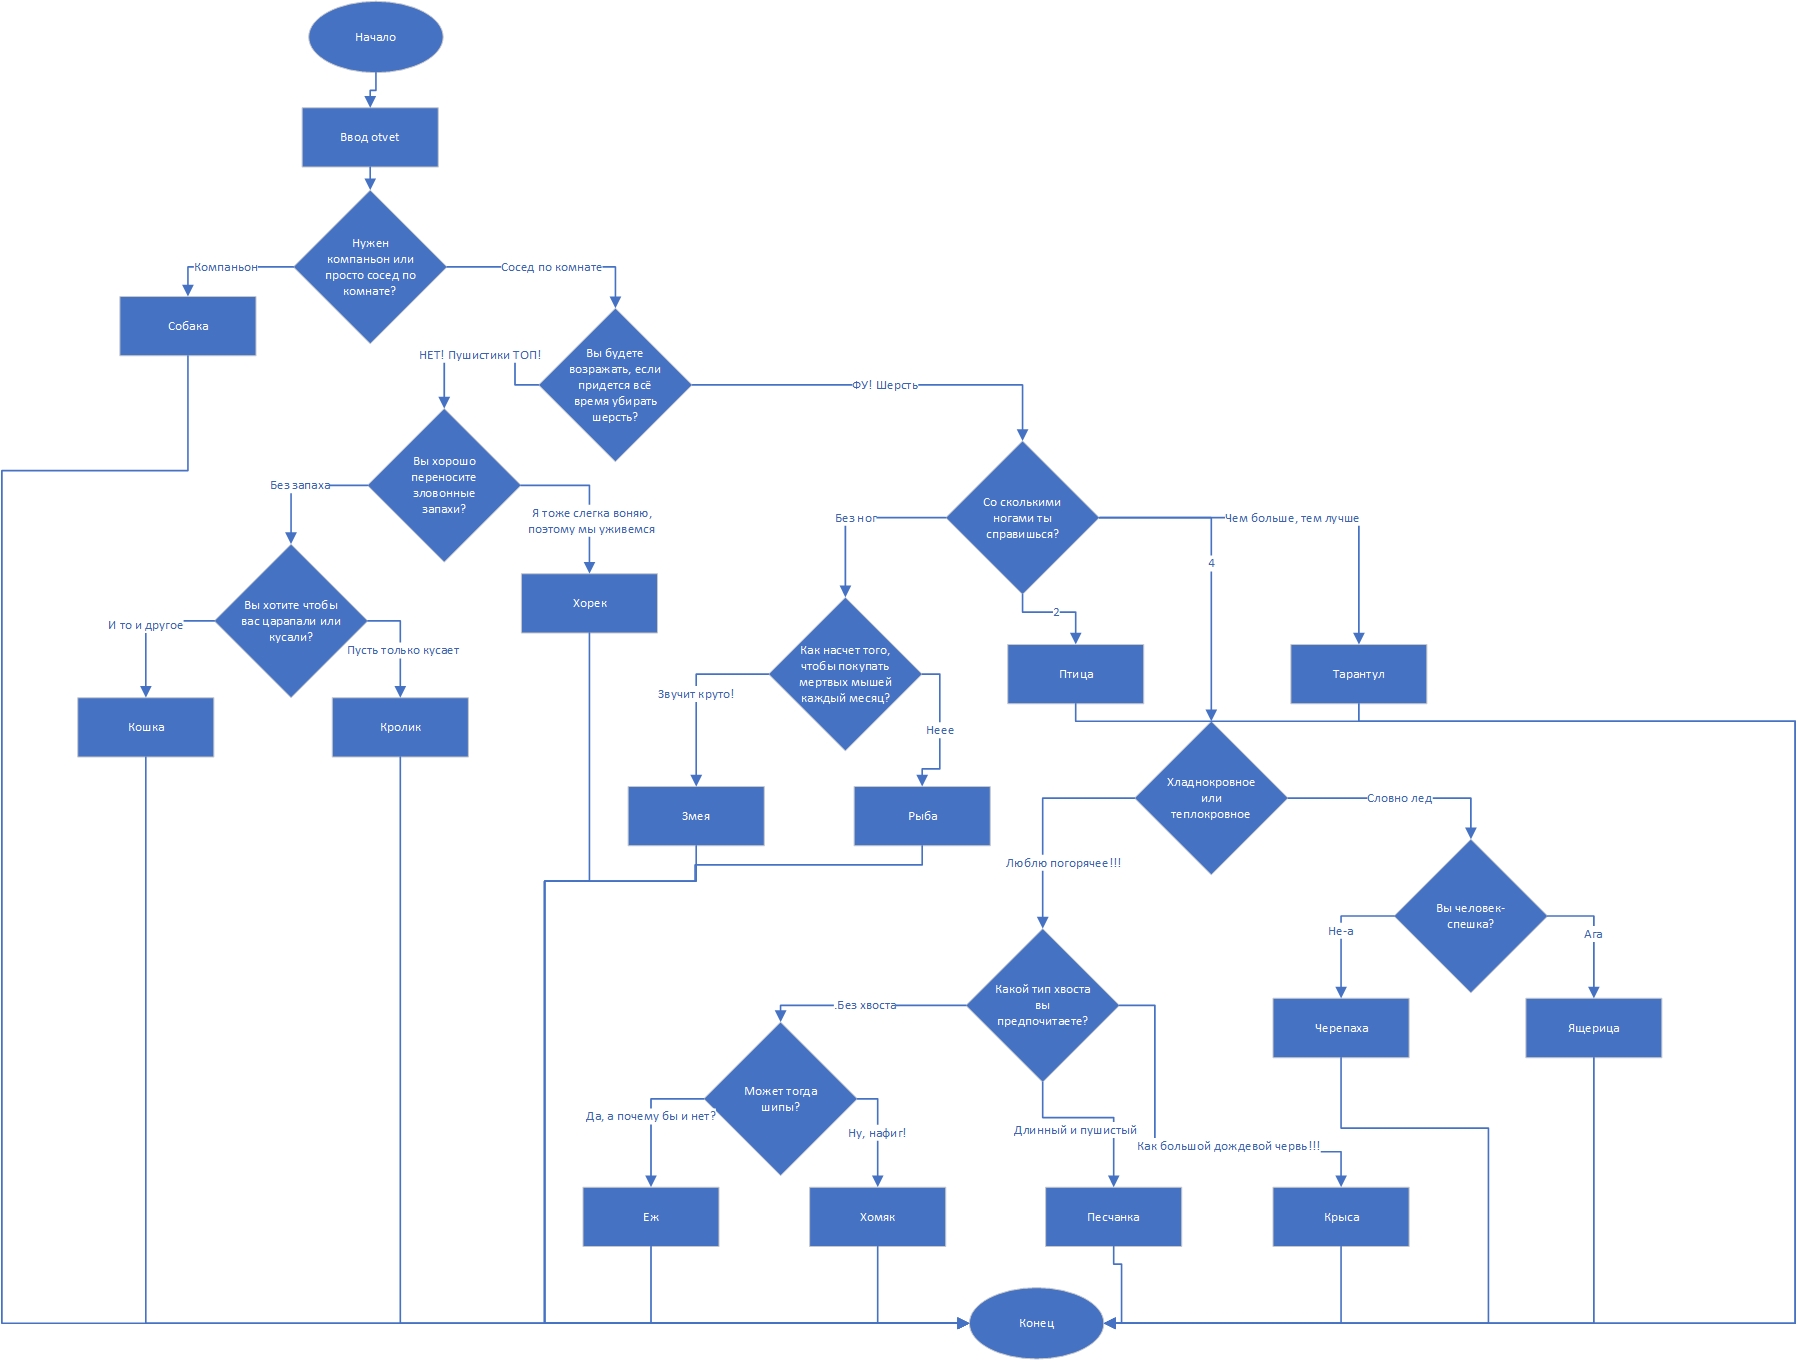 Начало
Ввод otvet
Нужен
компаньон или
просто сосед по
комнате?
Компаньон
Сосед по комнате
Собака
Вы будете
возражать, если
придется всё
время убирать
шерсть?
НЕТ! Пушистики ТОП!
ФУ! Шерсть
Вы хорошо
переносите
зловонные
запахи?
Без запаха
Я тоже слегка воняю,
поэтому мы уживемся
Со сколькими
ногами ты
справишься?
Без ног
Чем больше, тем лучше
4
2
Вы хотите чтобы
вас царапали или
кусали?
Хорек
И то и другое
Пусть только кусает
Как насчет того,
чтобы покупать
мертвых мышей
каждый месяц?
Птица
Тарантул
Звучит круто!
Неее
Кошка
Кролик
Хладнокровное
или
теплокровное
Словно лед
Змея
Рыба
Люблю погорячее!!!
Вы человек-
спешка?
Не-а
Ага
Какой тип хвоста
вы
предпочитаете?
.Без хвоста
Черепаха
Ящерица
Может тогда
шипы?
Да, а почему бы и нет?
Ну, нафиг!
Длинный и пушистый
Как большой дождевой червь!!!
Еж
Хомяк
Песчанка
Крыса
Конец